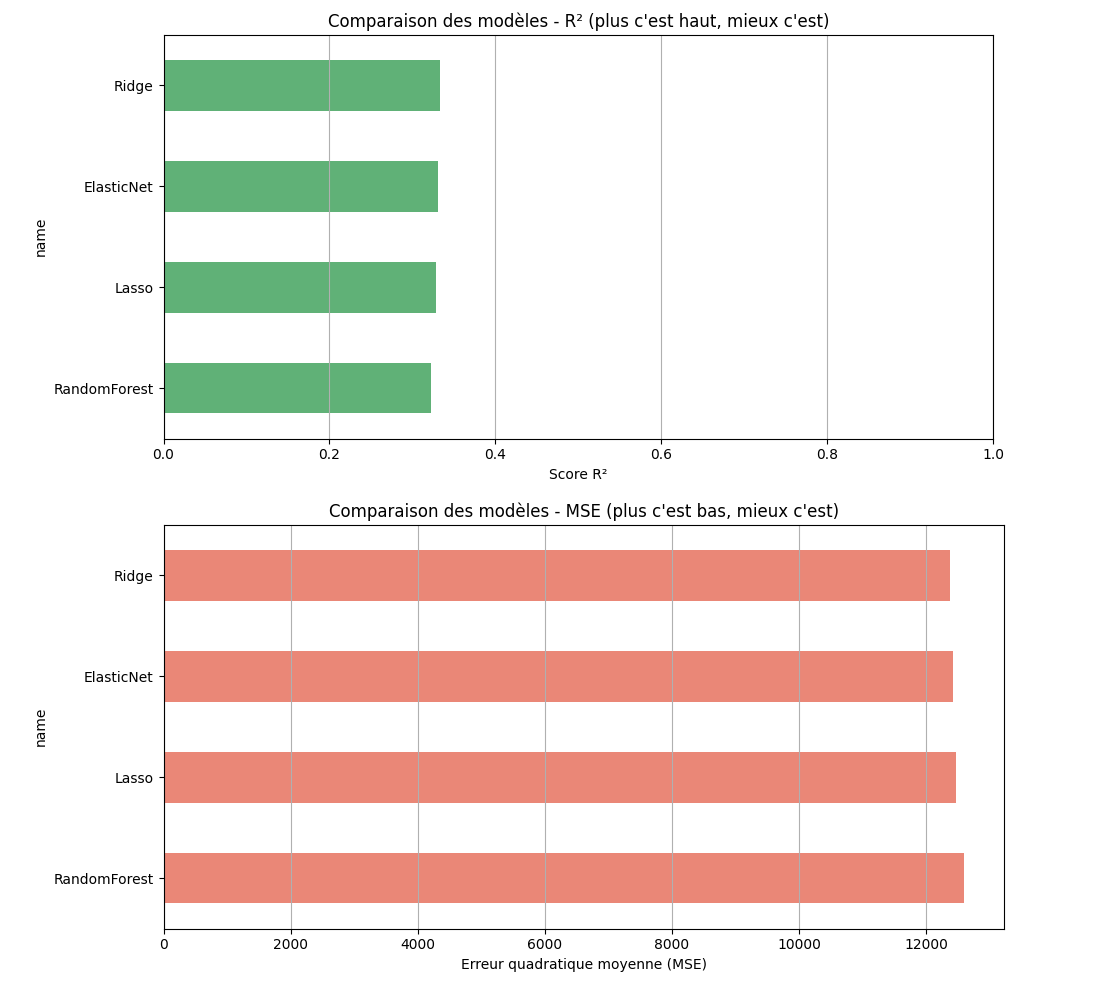 Comparaison des modèles - R² (plus c'est haut, mieux c'est)
name
Ridge
ElasticNet
Lasso
RandomForest
0.0 0.2 0.4 0.6 0.8 1.0
Score R²
Comparaison des modèles - MSE (plus c'est bas, mieux c'est)
name
Ridge
ElasticNet
Lasso
RandomForest
0 2000 4000 6000 8000 10000 12000
Erreur quadratique moyenne (MSE)